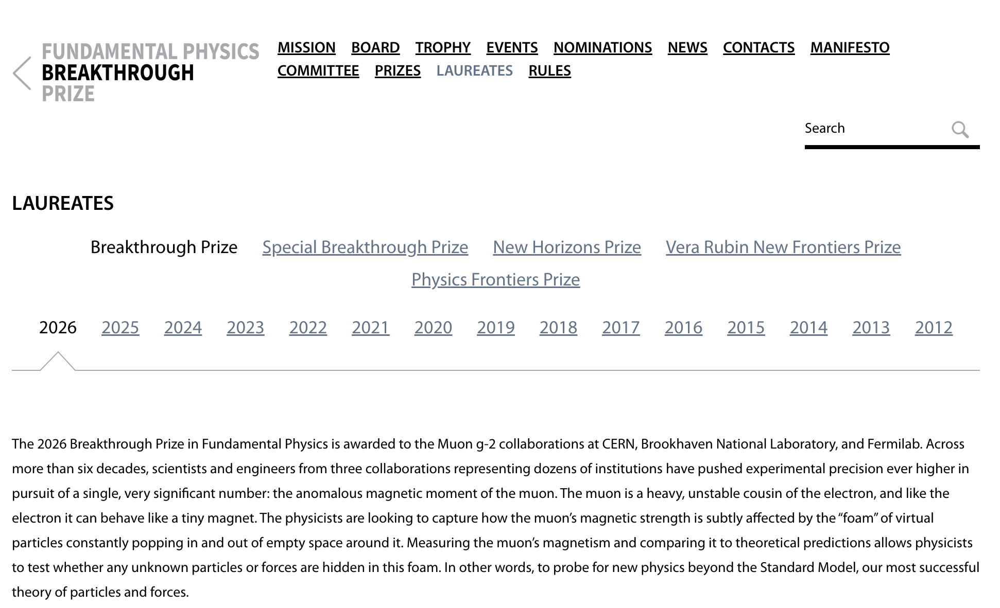 FUNDAMENTAL PHYSICS
BREAKTHROUGH
PRIZE
MISSION BOARD TROPHY EVENTS NOMINATIONS NEWS CONTACTS MANIFESTO
COMMITTEE PRIZES LAUREATES RULES
Search
LAUREATES
Breakthrough Prize Special Breakthrough Prize New Horizons Prize Vera Rubin New Frontiers Prize
Physics Frontiers Prize
2026 2025 2024 2023 2022 2021 2020 2019 2018 2017 2016 2015 2014 2013 2012
The 2026 Breakthrough Prize in Fundamental Physics is awarded to the Muon g-2 collaborations at CERN, Brookhaven National Laboratory, and Fermilab. Across
more than six decades, scientists and engineers from three collaborations representing dozens of institutions have pushed experimental precision ever higher in
pursuit of a single, very significant number: the anomalous magnetic moment of the muon. The muon is a heavy, unstable cousin of the electron, and like the
electron it can behave like a tiny magnet. The physicists are looking to capture how the muon’s magnetic strength is subtly affected by the “foam” of virtual
particles constantly popping in and out of empty space around it. Measuring the muon’s magnetism and comparing it to theoretical predictions allows physicists
to test whether any unknown particles or forces are hidden in this foam. In other words, to probe for new physics beyond the Standard Model, our most successful
theory of particles and forces.